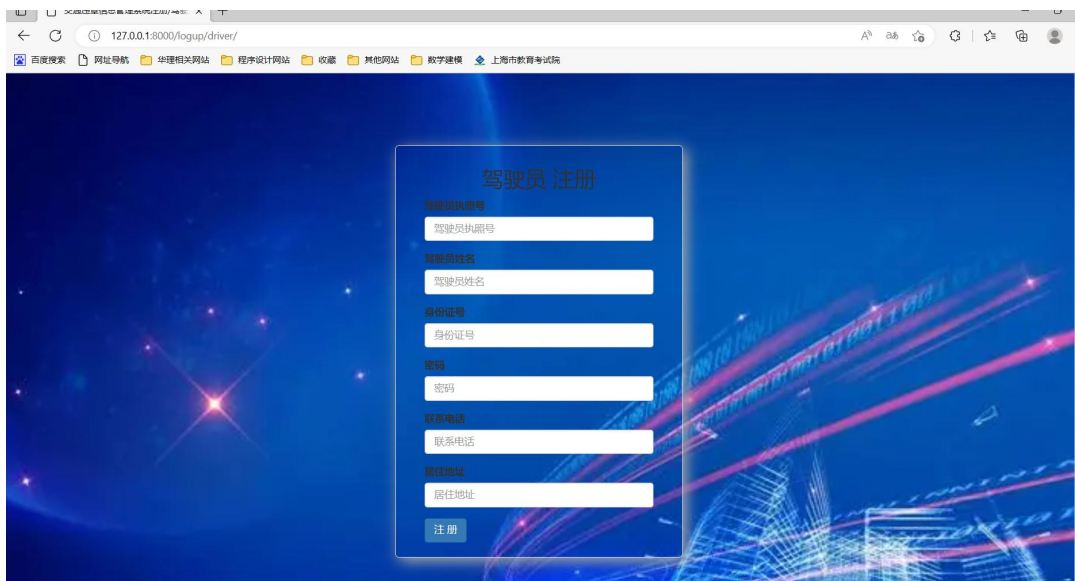 127.0.0.1:8000/logup/driver/
百度搜索 网址导航 华理相关网站 程序设计网站 收藏 其他网站 数学建模 上海市教育考试院
驾驶员 注册
驾驶员执照号
驾驶员执照号
驾驶员姓名
驾驶员姓名
身份证号
身份证号
密码
密码
联系电话
联系电话
居住地址
居住地址
注 册